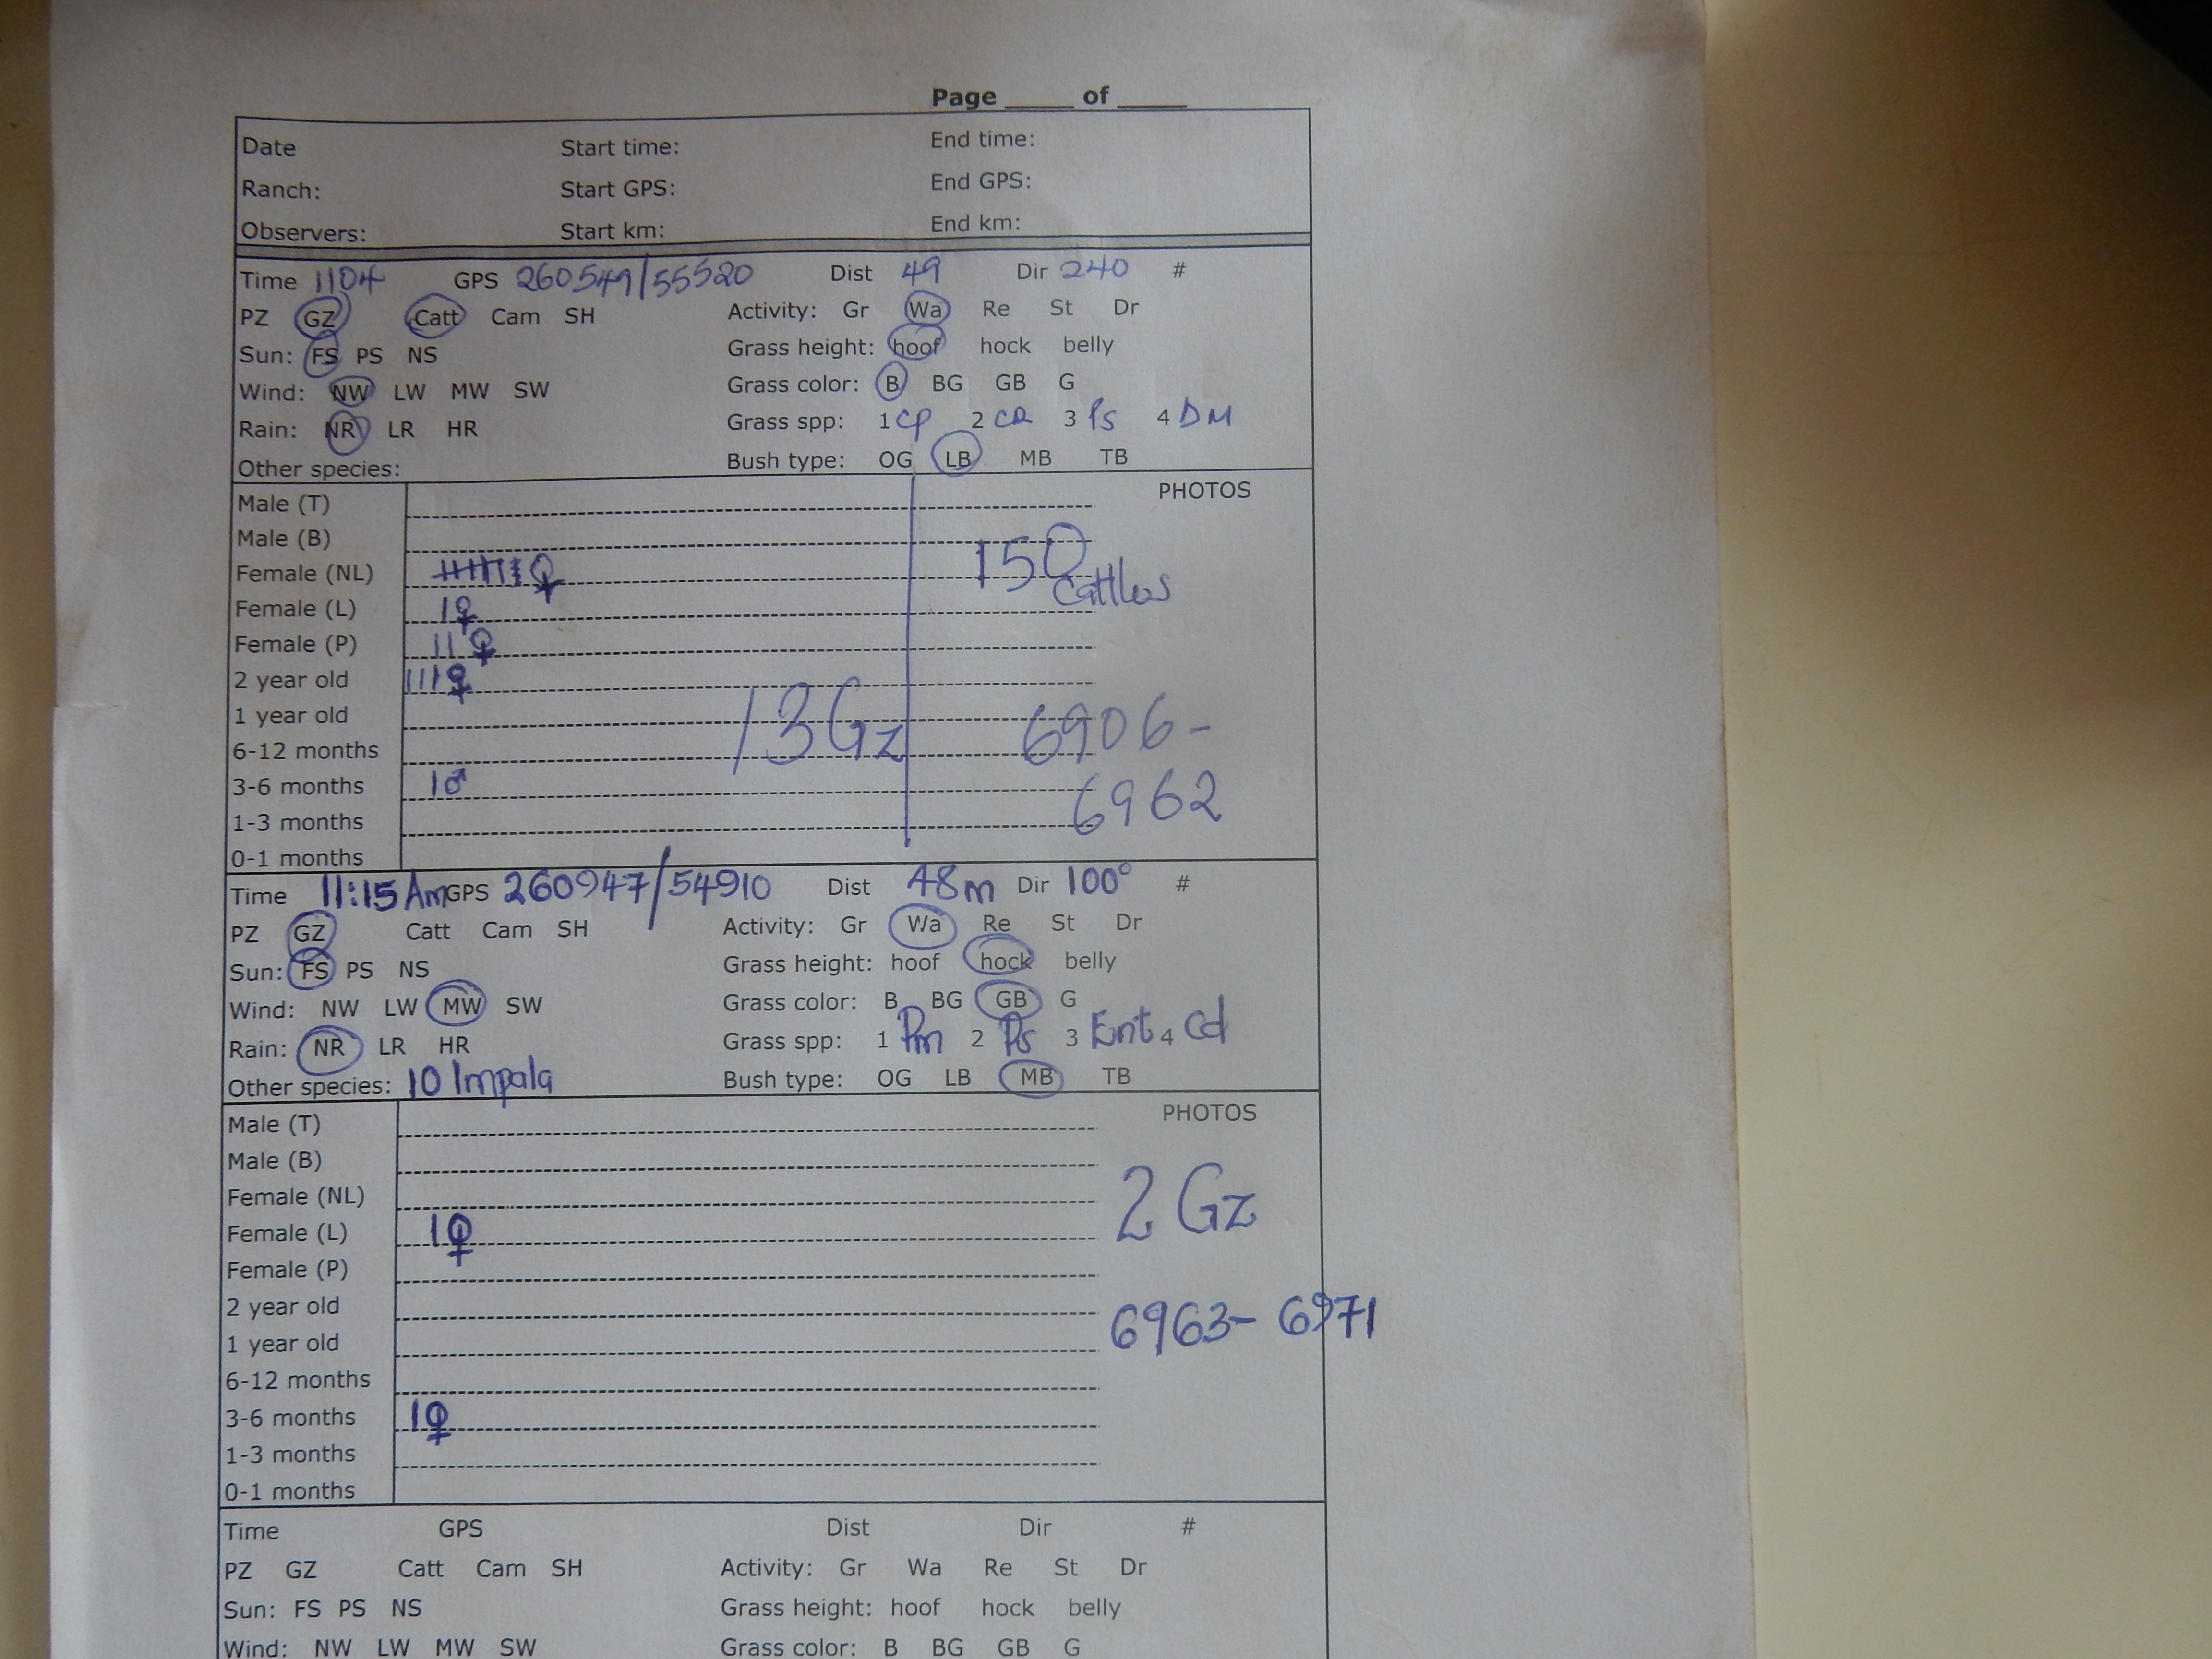 Page _____ of _____
Date Start time: End time:
Ranch: Start GPS: End GPS:
Observers: Start km: End km:
Time 1104 GPS 260549/55520 Dist 49 Dir 240 #
PZ GZ Catt Cam SH Activity: Gr Wa Re St Dr
Sun: FS PS NS Grass height: hoof hock belly
Wind: NW LW MW SW Grass color: B BG GB G
Rain: NR LR HR Grass spp: 1 CP 2 CD 3 Ps 4 DM
Other species: Bush type: OG LB MB TB
PHOTOS
Male (T)
Male (B)
Female (NL) ♀ 150 Cattles
Female (L) 1♀
Female (P) 11 ♀
2 year old 111♀
1 year old 13 Gz 6906-
6-12 months
3-6 months 1♂ 6962
1-3 months
0-1 months
Time 11:15 Am GPS 260947/54910 Dist 48m Dir 100° #
PZ GZ Catt Cam SH Activity: Gr Wa Re St Dr
Sun: FS PS NS Grass height: hoof hock belly
Wind: NW LW MW SW Grass color: B BG GB G
Rain: NR LR HR Grass spp: 1 Pm 2 Ps 3 Ent 4 Cd
Other species: 10 Impala Bush type: OG LB MB TB
PHOTOS
Male (T)
Male (B)
Female (NL) 2 Gz
Female (L) 1♀
Female (P)
2 year old 6963- 6971
1 year old
6-12 months
3-6 months 1♀
1-3 months
0-1 months
Time GPS Dist Dir #
PZ GZ Catt Cam SH Activity: Gr Wa Re St Dr
Sun: FS PS NS Grass height: hoof hock belly
Wind: NW LW MW SW Grass color: B BG GB G